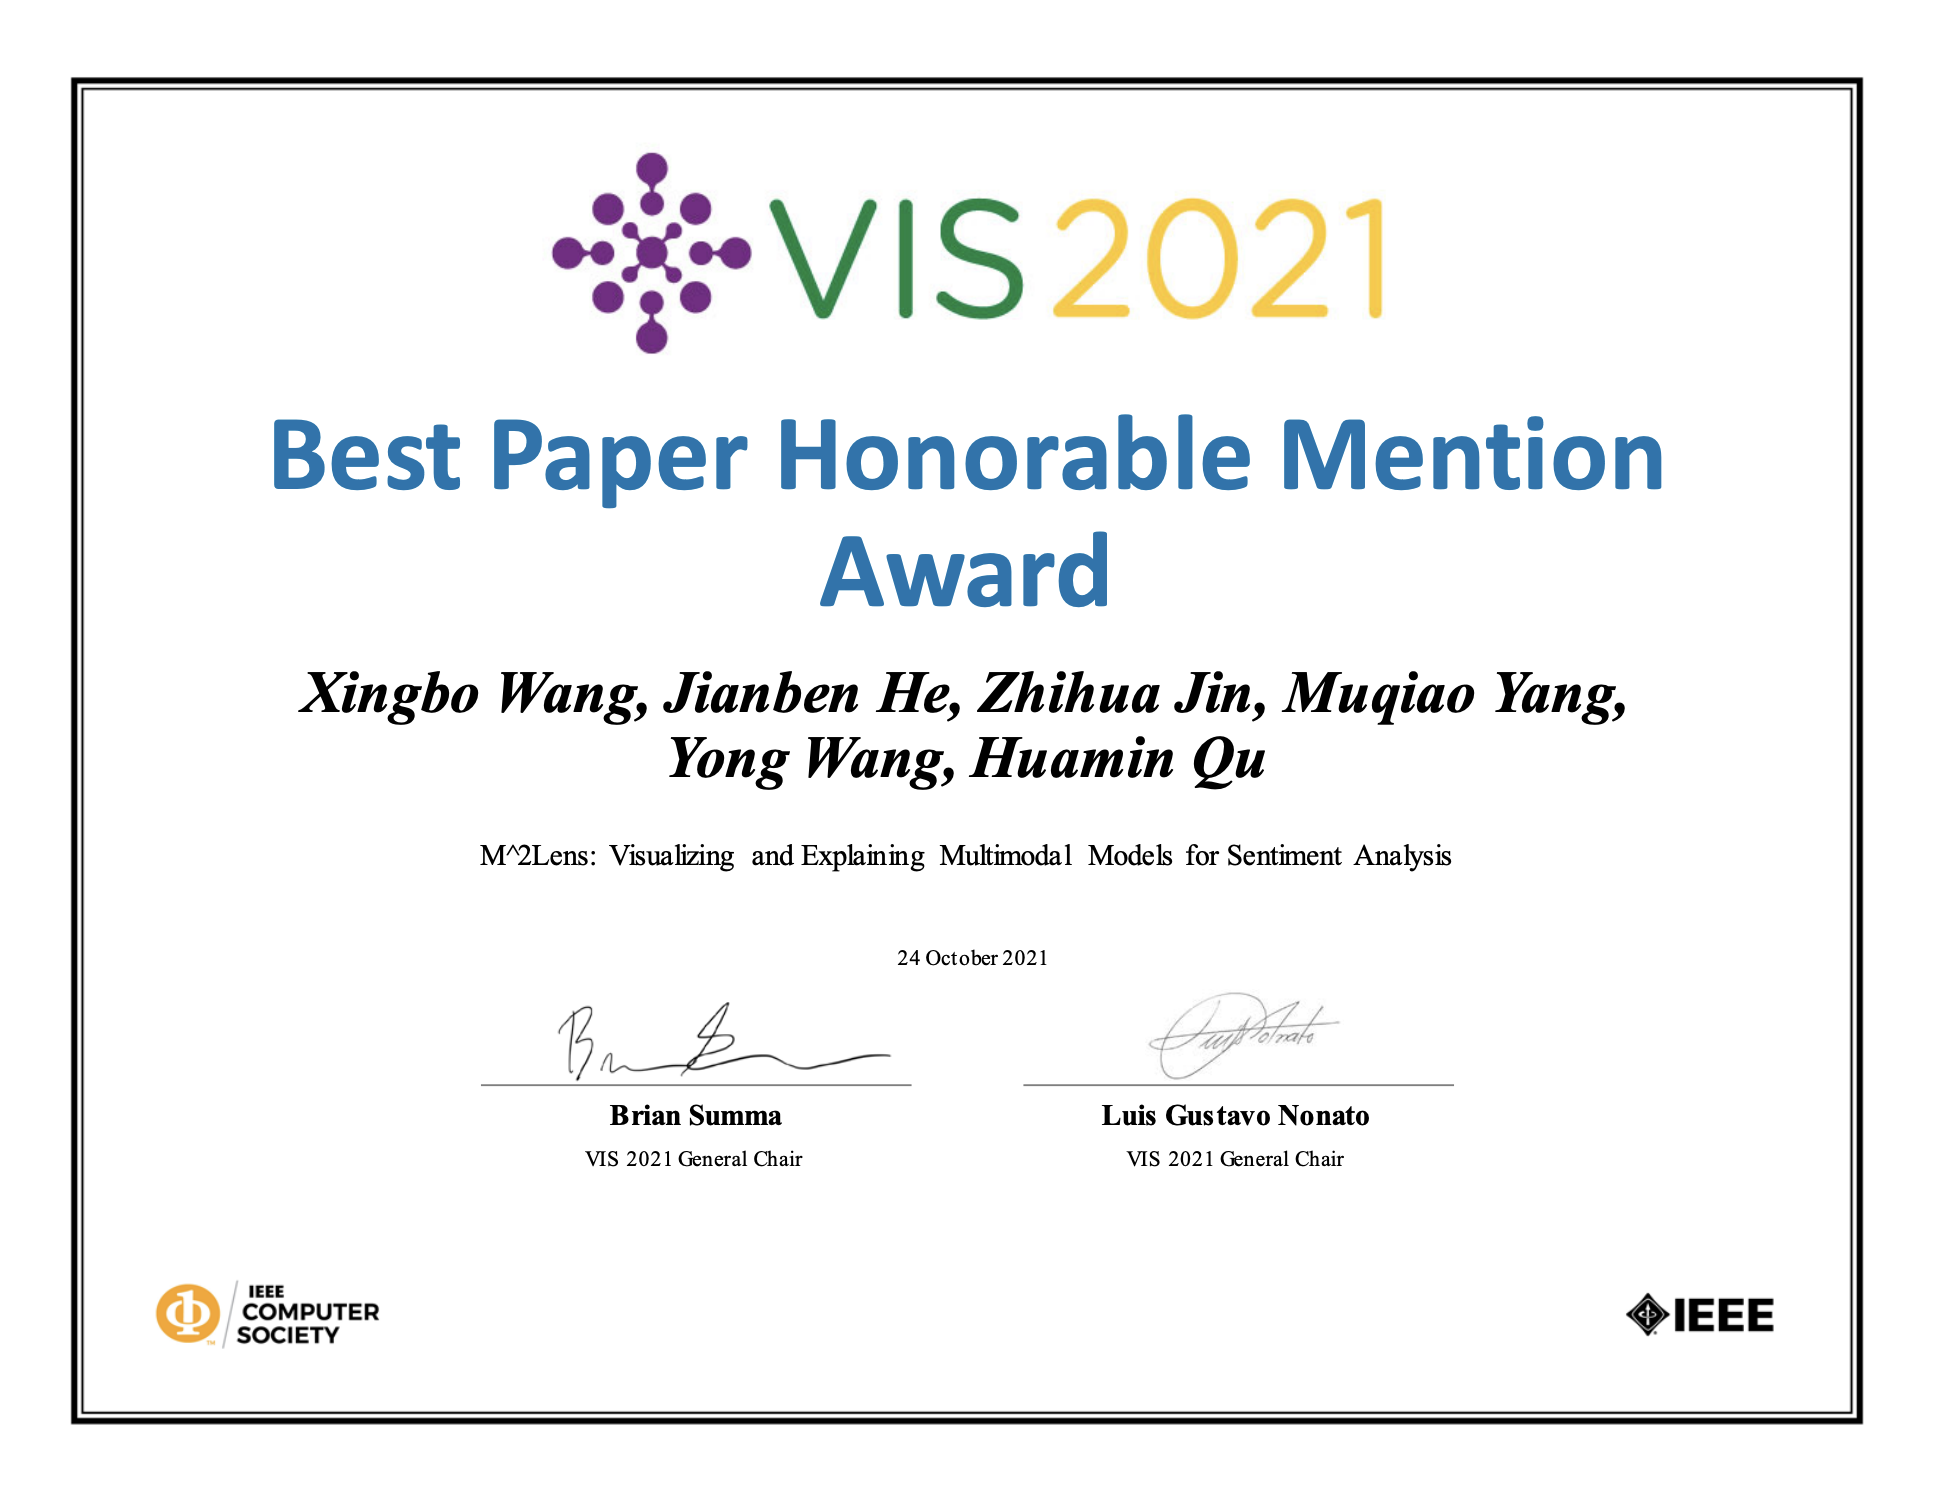 VIS2021
Best Paper Honorable Mention
Award
Xingbo Wang, Jianben He, Zhihua Jin, Muqiao Yang,
Yong Wang, Huamin Qu
M^2Lens: Visualizing and Explaining Multimodal Models for Sentiment Analysis
24 October 2021
Brian Summa
VIS 2021 General Chair
Luis Gustavo Nonato
VIS 2021 General Chair
IEEE
COMPUTER
SOCIETY
TM
IEEE